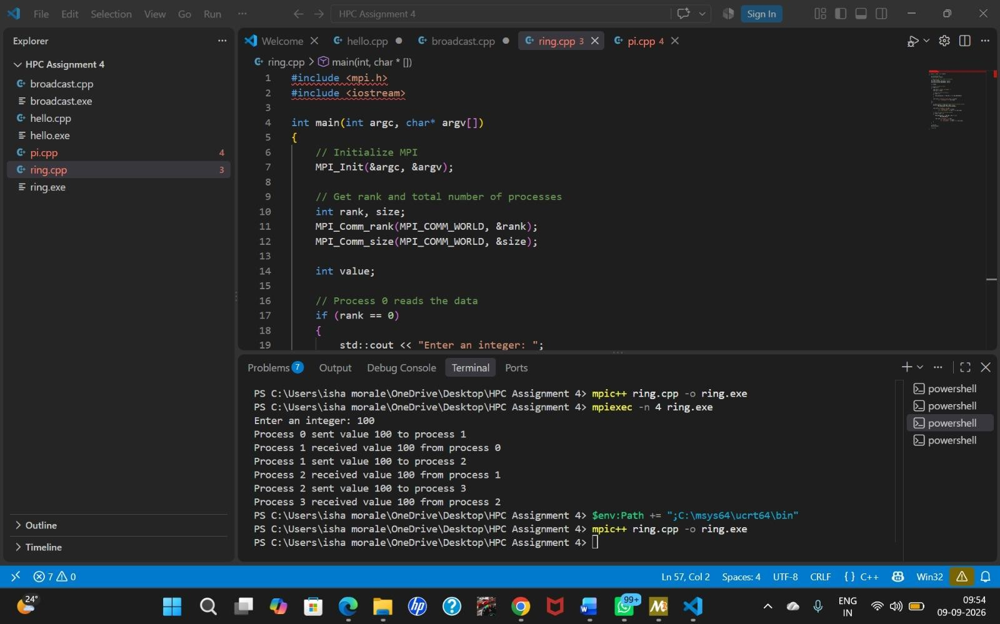 File Edit Selection View Go Run ··· HPC Assignment 4 Sign In
Explorer ···
HPC Assignment 4
broadcast.cpp
broadcast.exe
hello.cpp
hello.exe
pi.cpp 4
ring.cpp 3
ring.exe
Outline
Timeline
Welcome hello.cpp broadcast.cpp ring.cpp 3 pi.cpp 4
ring.cpp > main(int, char * [])
1 #include <mpi.h>
2 #include <iostream>
3
4 int main(int argc, char* argv[])
5 {
6 // Initialize MPI
7 MPI_Init(&argc, &argv);
8
9 // Get rank and total number of processes
10 int rank, size;
11 MPI_Comm_rank(MPI_COMM_WORLD, &rank);
12 MPI_Comm_size(MPI_COMM_WORLD, &size);
13
14 int value;
15
16 // Process 0 reads the data
17 if (rank == 0)
18 {
19 std::cout << "Enter an integer: ";
Problems 7 Output Debug Console Terminal Ports
PS C:\Users\isha morale\OneDrive\Desktop\HPC Assignment 4> mpic++ ring.cpp -o ring.exe
PS C:\Users\isha morale\OneDrive\Desktop\HPC Assignment 4> mpiexec -n 4 ring.exe
Enter an integer: 100
Process 0 sent value 100 to process 1
Process 1 received value 100 from process 0
Process 1 sent value 100 to process 2
Process 2 received value 100 from process 1
Process 2 sent value 100 to process 3
Process 3 received value 100 from process 2
PS C:\Users\isha morale\OneDrive\Desktop\HPC Assignment 4> $env:Path += ";C:\msys64\ucrt64\bin"
PS C:\Users\isha morale\OneDrive\Desktop\HPC Assignment 4> mpic++ ring.cpp -o ring.exe
PS C:\Users\isha morale\OneDrive\Desktop\HPC Assignment 4>
powershell
powershell
powershell
powershell
7 0 Ln 57, Col 2 Spaces: 4 UTF-8 CRLF {} C++ Win32
24° hp 99+ ENG IN 09:54
09-09-2026